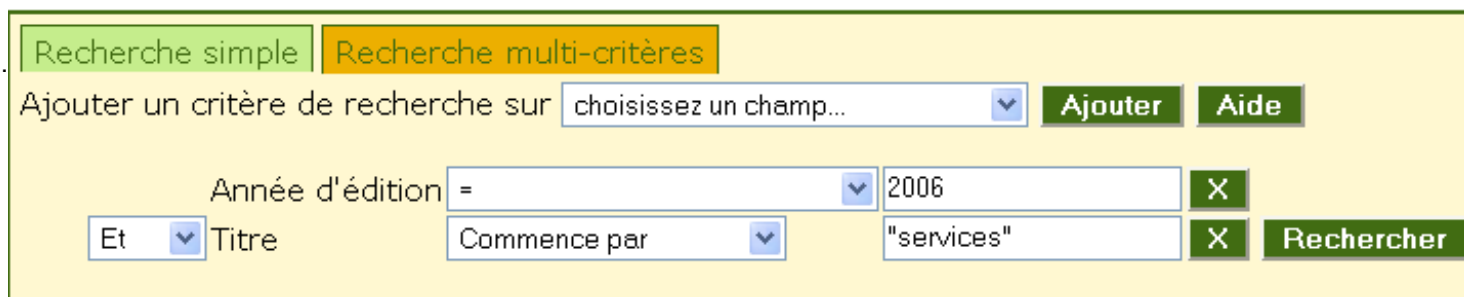 Recherche simple Recherche multi-critères
. Ajouter un critère de recherche sur choisissez un champ... Ajouter Aide
Année d'édition = 2006 X
Et Titre Commence par "services" X Rechercher